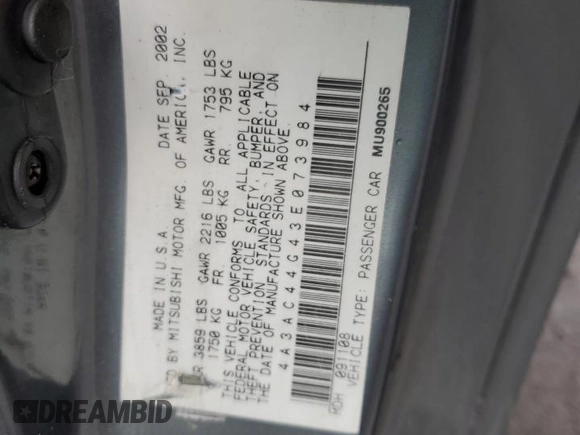 MADE IN U S A DATE SEP. 2002
BY MITSUBISHI MOTOR MFG. OF AMERICA, INC.
3859 LBS GAWR 2216 LBS GAWR 1753 LBS
1750 KG FR. 1005 KG RR. 795 KG
THIS VEHICLE CONFORMS TO ALL APPLICABLE
FEDERAL MOTOR VEHICLE SAFETY, BUMPER, AND
THEFT PREVENTION STANDARDS IN EFFECT ON
THE DATE OF MANUFACTURE SHOWN ABOVE.
4A3AC44G43E073984
RDH 091108
VEHICLE TYPE: PASSENGER CAR MU900265
DREAMBID